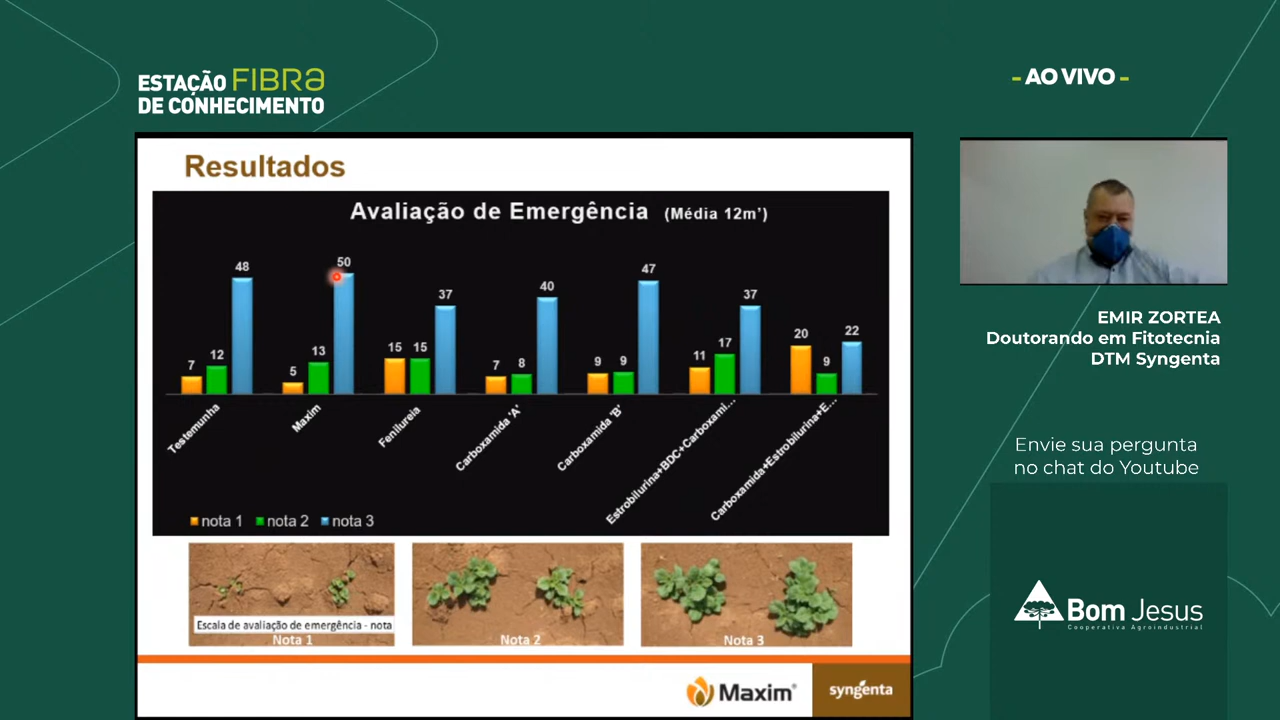 ESTAÇÃO FIBRA
DE CONHECIMENTO
- AO VIVO -
Resultados
Avaliação de Emergência (Média 12m')
48
50
37
40
47
37
22
7
12
5
13
15
15
7
8
9
9
11
17
20
9
Testemunha
Maxim
Fenilureia
Carboxamida 'A'
Carboxamida 'B'
Estrobilurina+BDC+Carboxami...
Carboxamida+Estrobilurina+E...
nota 1 nota 2 nota 3
Escala de avaliação de emergência - nota
Nota 1
Nota 2
Nota 3
Maxim®
syngenta
EMIR ZORTEA
Doutorando em Fitotecnia
DTM Syngenta
Envie sua pergunta
no chat do Youtube
Bom Jesus
Cooperativa Agroindustrial